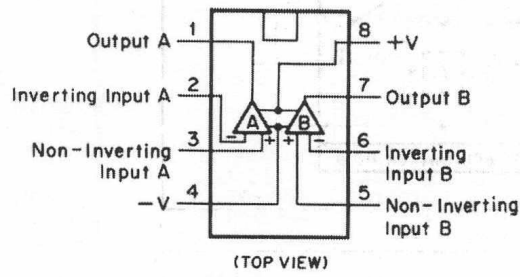 Output A 1
8 +V
Inverting Input A 2
7 Output B
A B
- + + -
Non-Inverting Input A 3
6 Inverting Input B
-V 4
5 Non-Inverting Input B
(TOP VIEW)